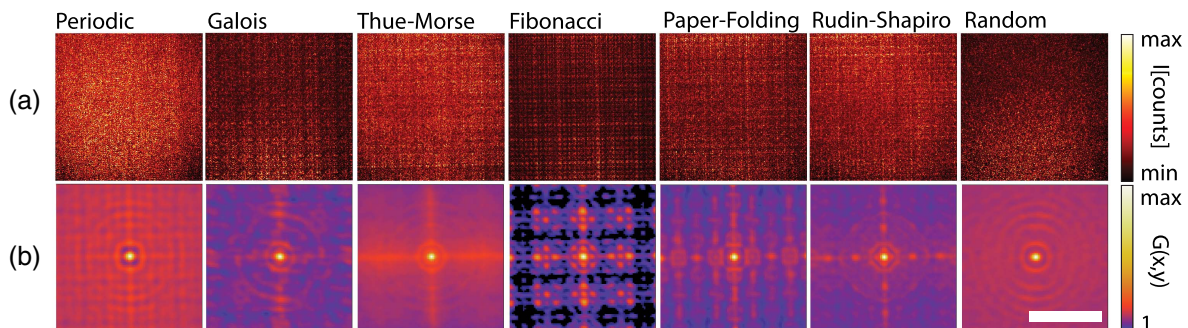 Periodic Galois Thue-Morse Fibonacci Paper-Folding Rudin-Shapiro Random
(a)
max
I[counts]
min
(b)
max
G(x,y)
1